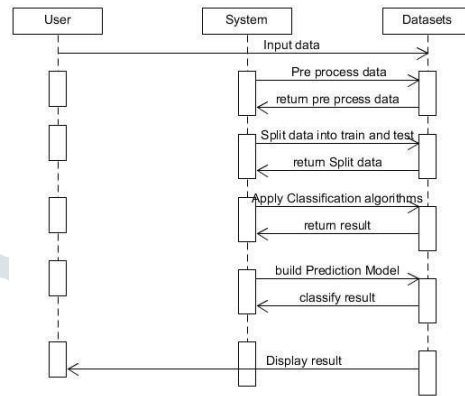 User
System
Datasets
Input data
Pre process data
return pre prcess data
Split data into train and test
return Split data
Apply Classification algorithms
return result
build Prediction Model
classify result
Display result